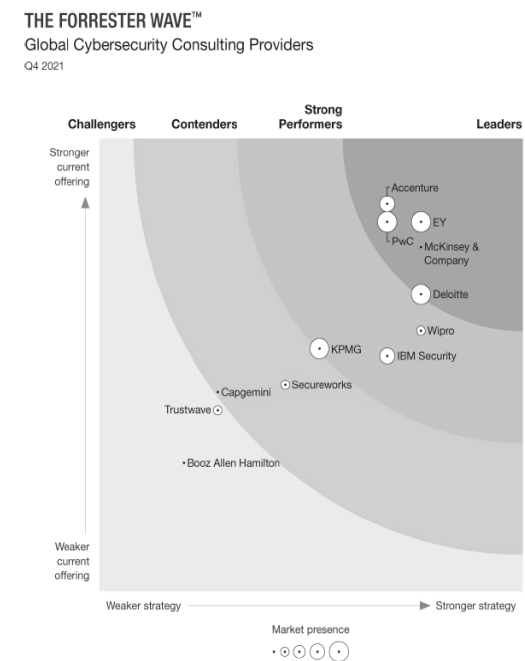 THE FORRESTER WAVE™
Global Cybersecurity Consulting Providers
Q4 2021
Challengers
Contenders
Strong
Performers
Leaders
Stronger
current
offering
Accenture
EY
PwC
McKinsey &
Company
Deloitte
Wipro
KPMG
IBM Security
Secureworks
Capgemini
Trustwave
Booz Allen Hamilton
Weaker
current
offering
Weaker strategy
Stronger strategy
Market presence